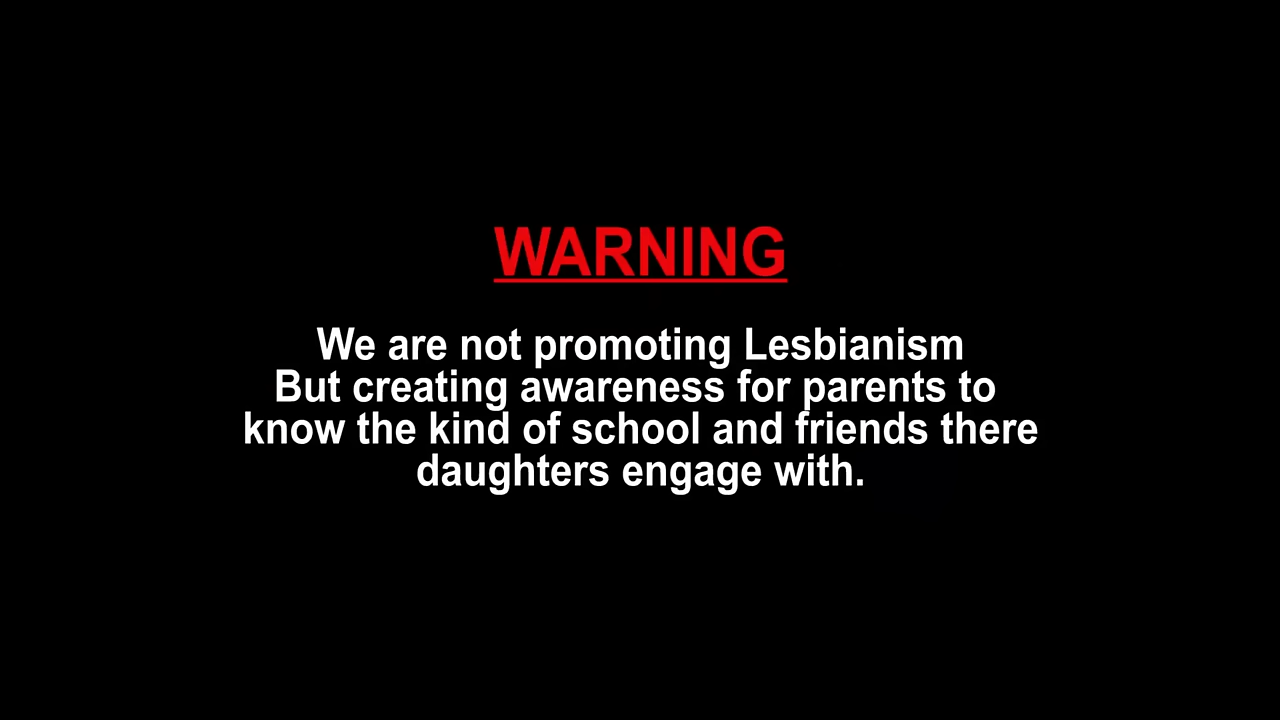 WARNING
We are not promoting Lesbianism
But creating awareness for parents to
know the kind of school and friends there
daughters engage with.